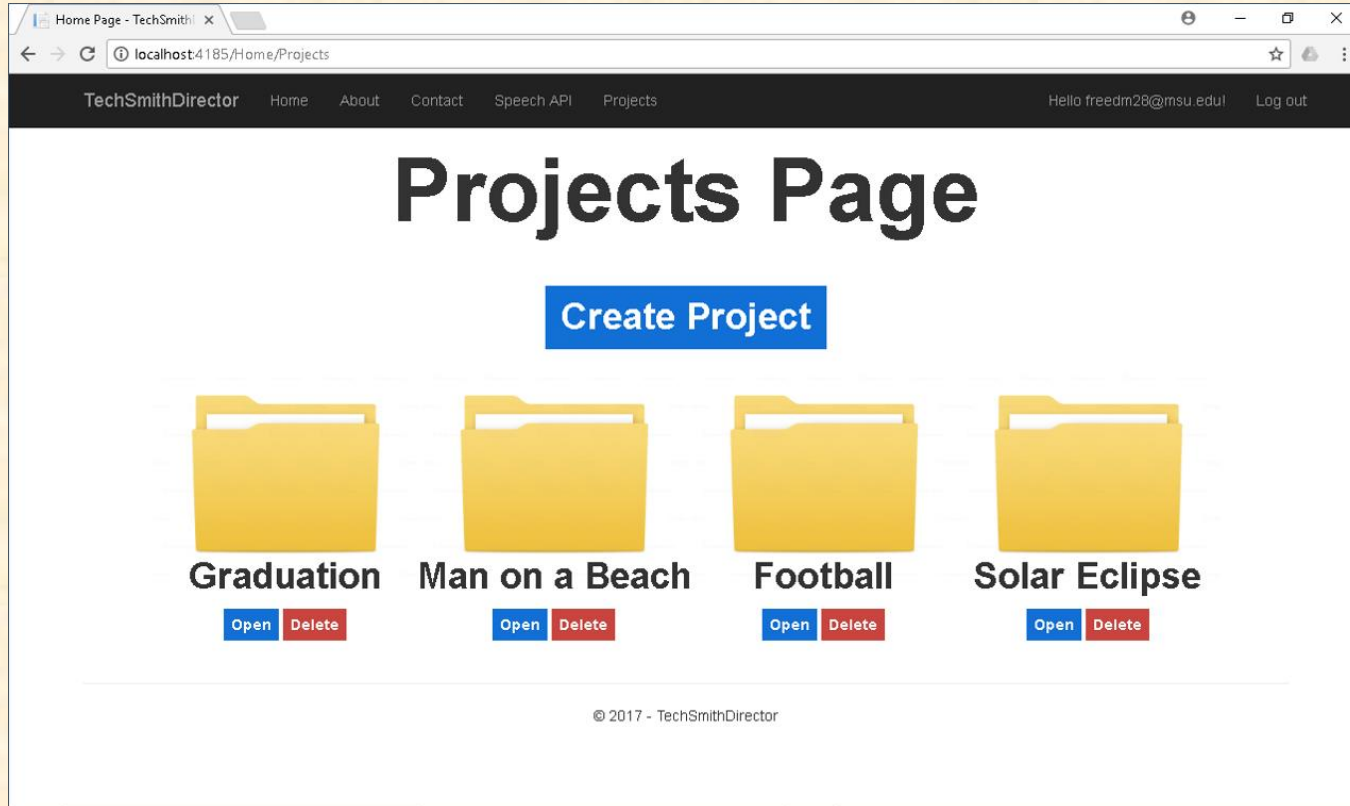 Home Page - TechSmith
localhost:4185/Home/Projects
TechSmithDirector Home About Contact Speech API Projects Hello freedm28@msu.edu! Log out
Projects Page
Create Project
Graduation Man on a Beach Football Solar Eclipse
Open Delete Open Delete Open Delete Open Delete
© 2017 - TechSmithDirector